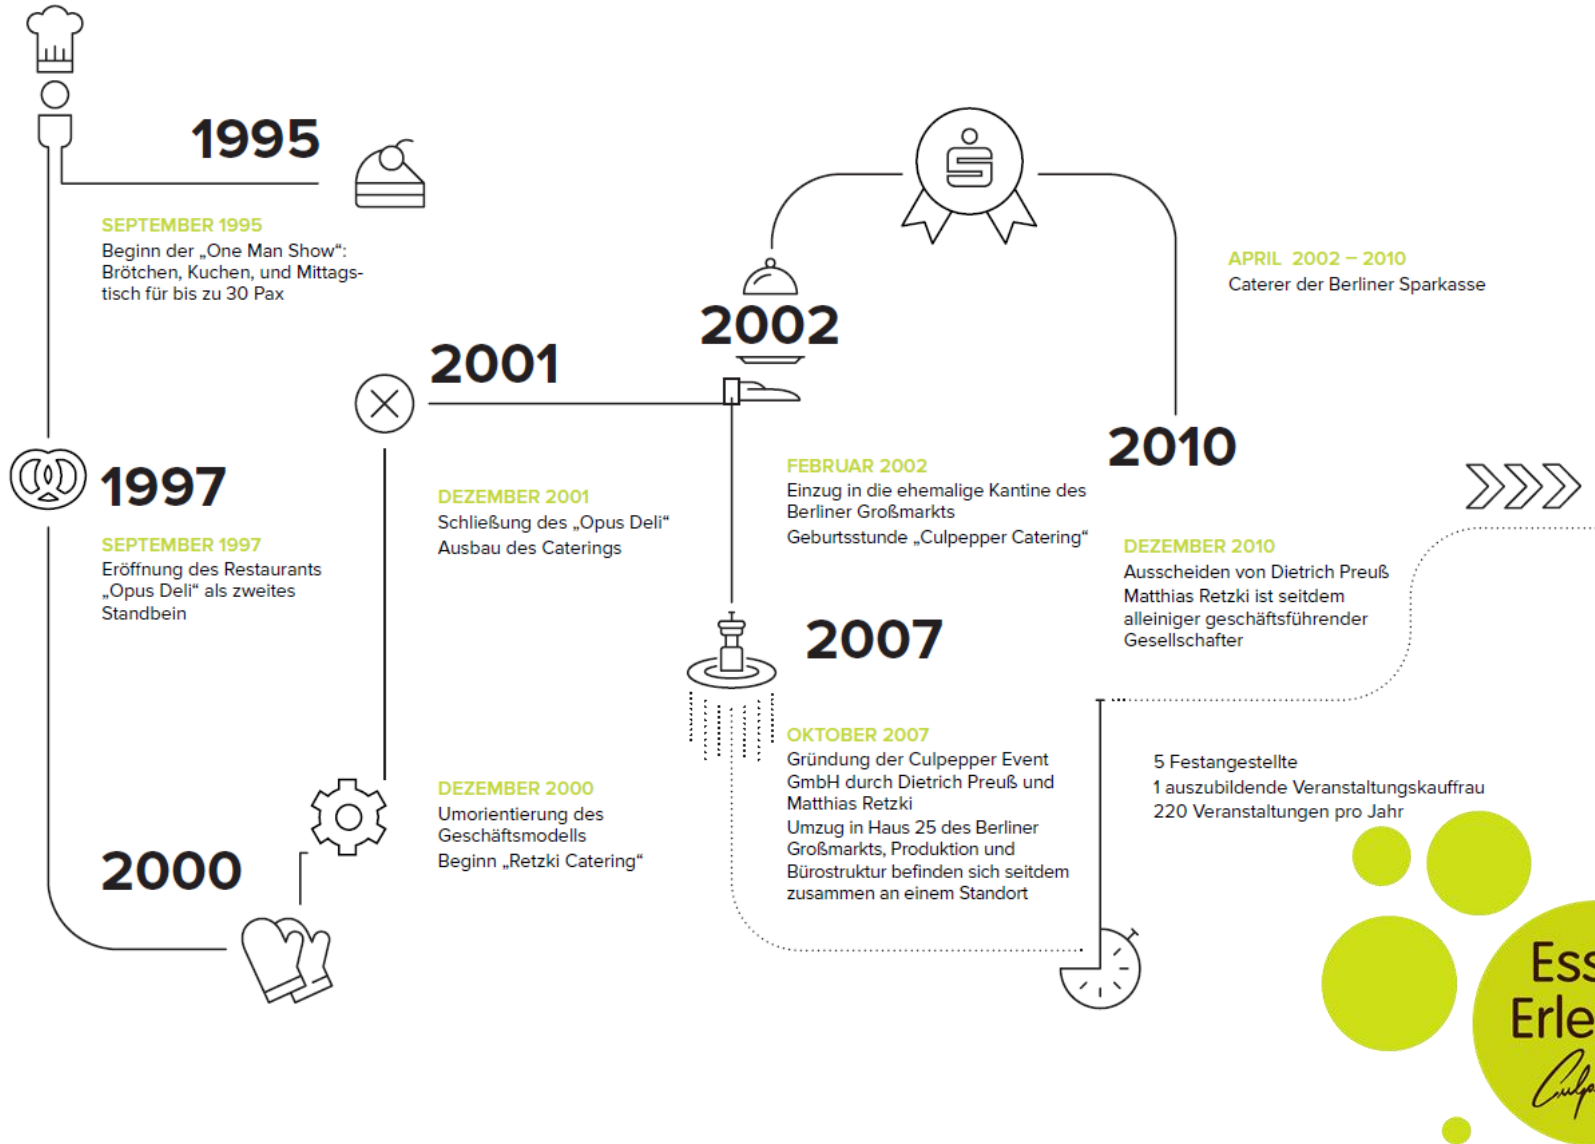 1995
SEPTEMBER 1995
Beginn der „One Man Show“:
Brötchen, Kuchen, und Mittags-
tisch für bis zu 30 Pax
1997
SEPTEMBER 1997
Eröffnung des Restaurants
„Opus Deli“ als zweites
Standbein
2000
DEZEMBER 2000
Umorientierung des
Geschäftsmodells
Beginn „Retzki Catering“
2001
DEZEMBER 2001
Schließung des „Opus Deli“
Ausbau des Caterings
2002
FEBRUAR 2002
Einzug in die ehemalige Kantine des
Berliner Großmarkts
Geburtsstunde „Culpepper Catering“
APRIL 2002 – 2010
Caterer der Berliner Sparkasse
2007
OKTOBER 2007
Gründung der Culpepper Event
GmbH durch Dietrich Preuß und
Matthias Retzki
Umzug in Haus 25 des Berliner
Großmarkts, Produktion und
Bürostruktur befinden sich seitdem
zusammen an einem Standort
2010
DEZEMBER 2010
Ausscheiden von Dietrich Preuß
Matthias Retzki ist seitdem
alleiniger geschäftsführender
Gesellschafter
5 Festangestellte
1 auszubildende Veranstaltungskauffrau
220 Veranstaltungen pro Jahr
Ess
Erle